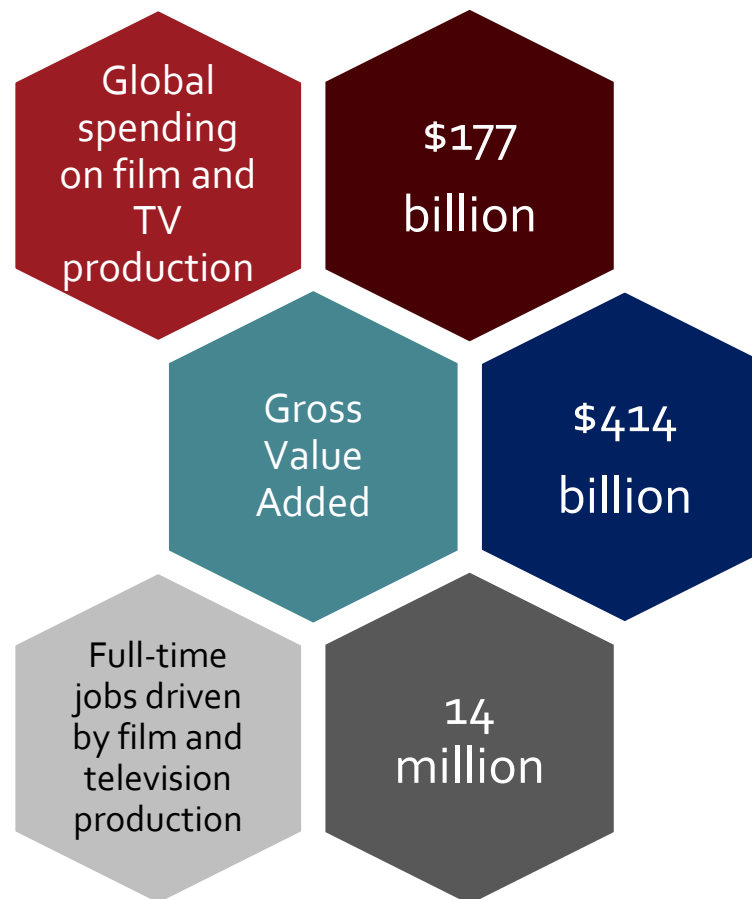 Global
spending
on film and
TV
production
$177
billion
Gross
Value
Added
$414
billion
Full-time
jobs driven
by film and
television
production
14
million